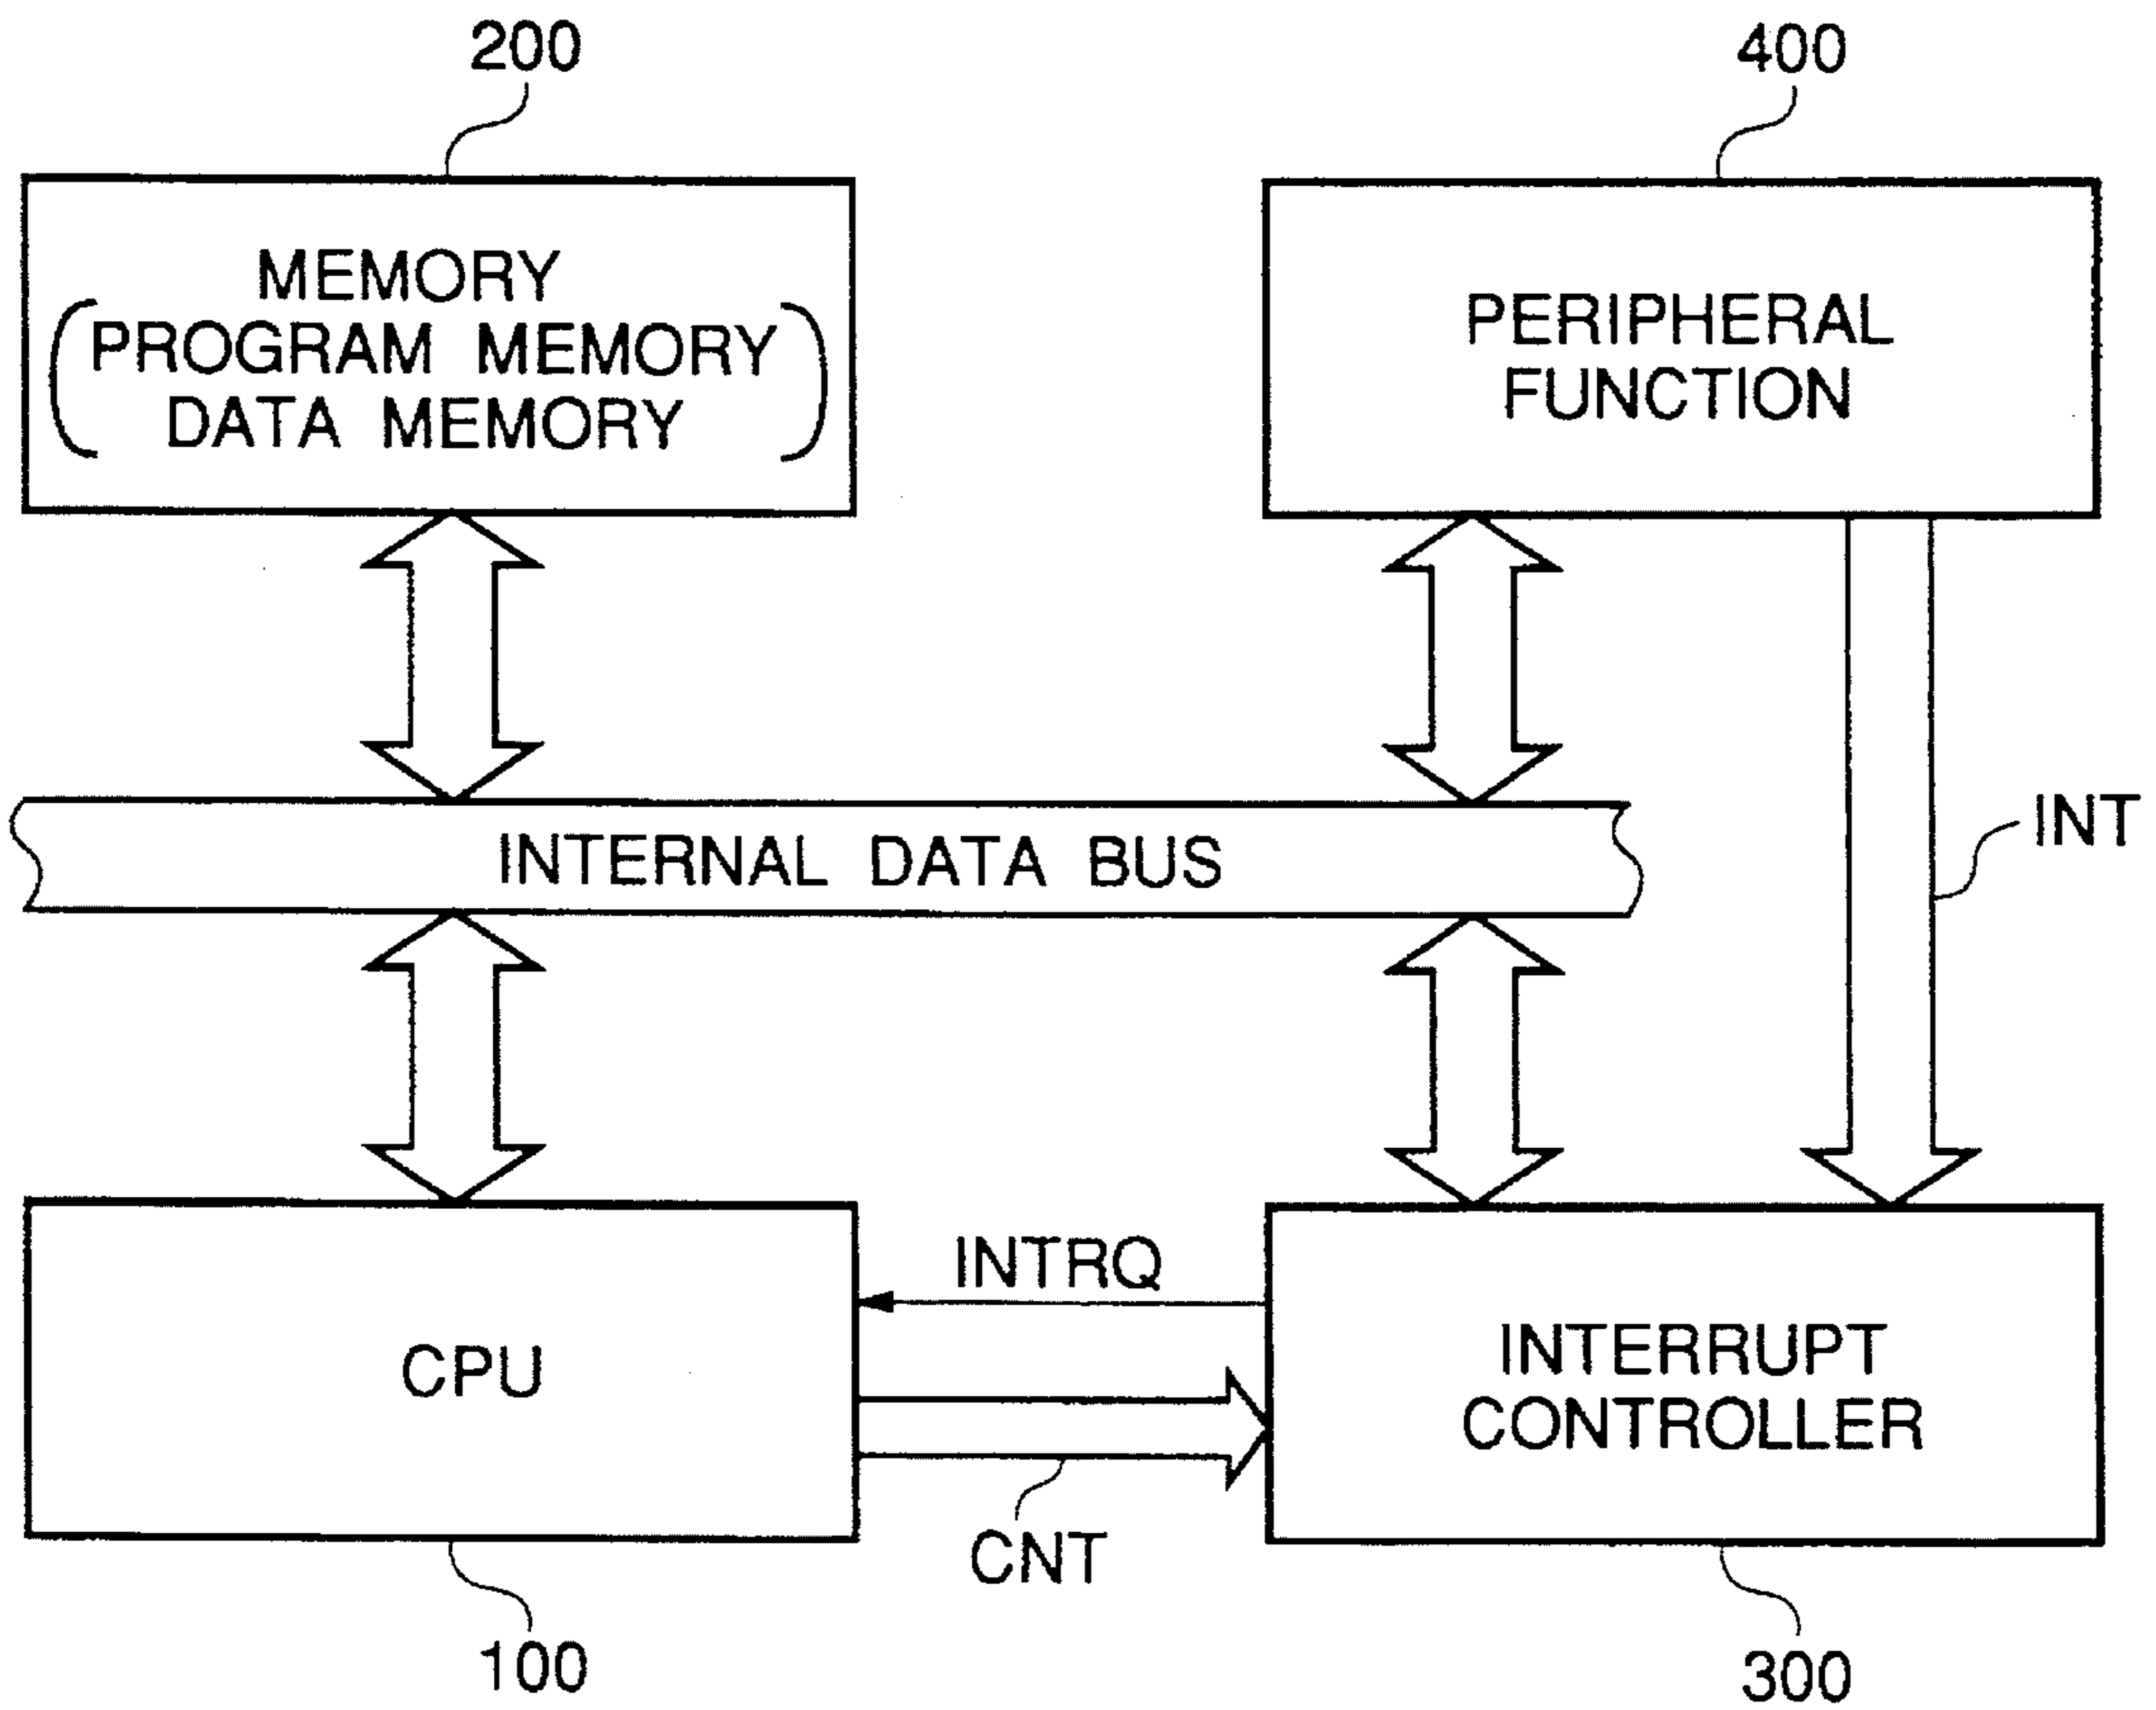 200
400
MEMORY
(PROGRAM MEMORY
DATA MEMORY)
PERIPHERAL
FUNCTION
INTERNAL DATA BUS
INT
INTRQ
CPU
INTERRUPT
CONTROLLER
CNT
100
300